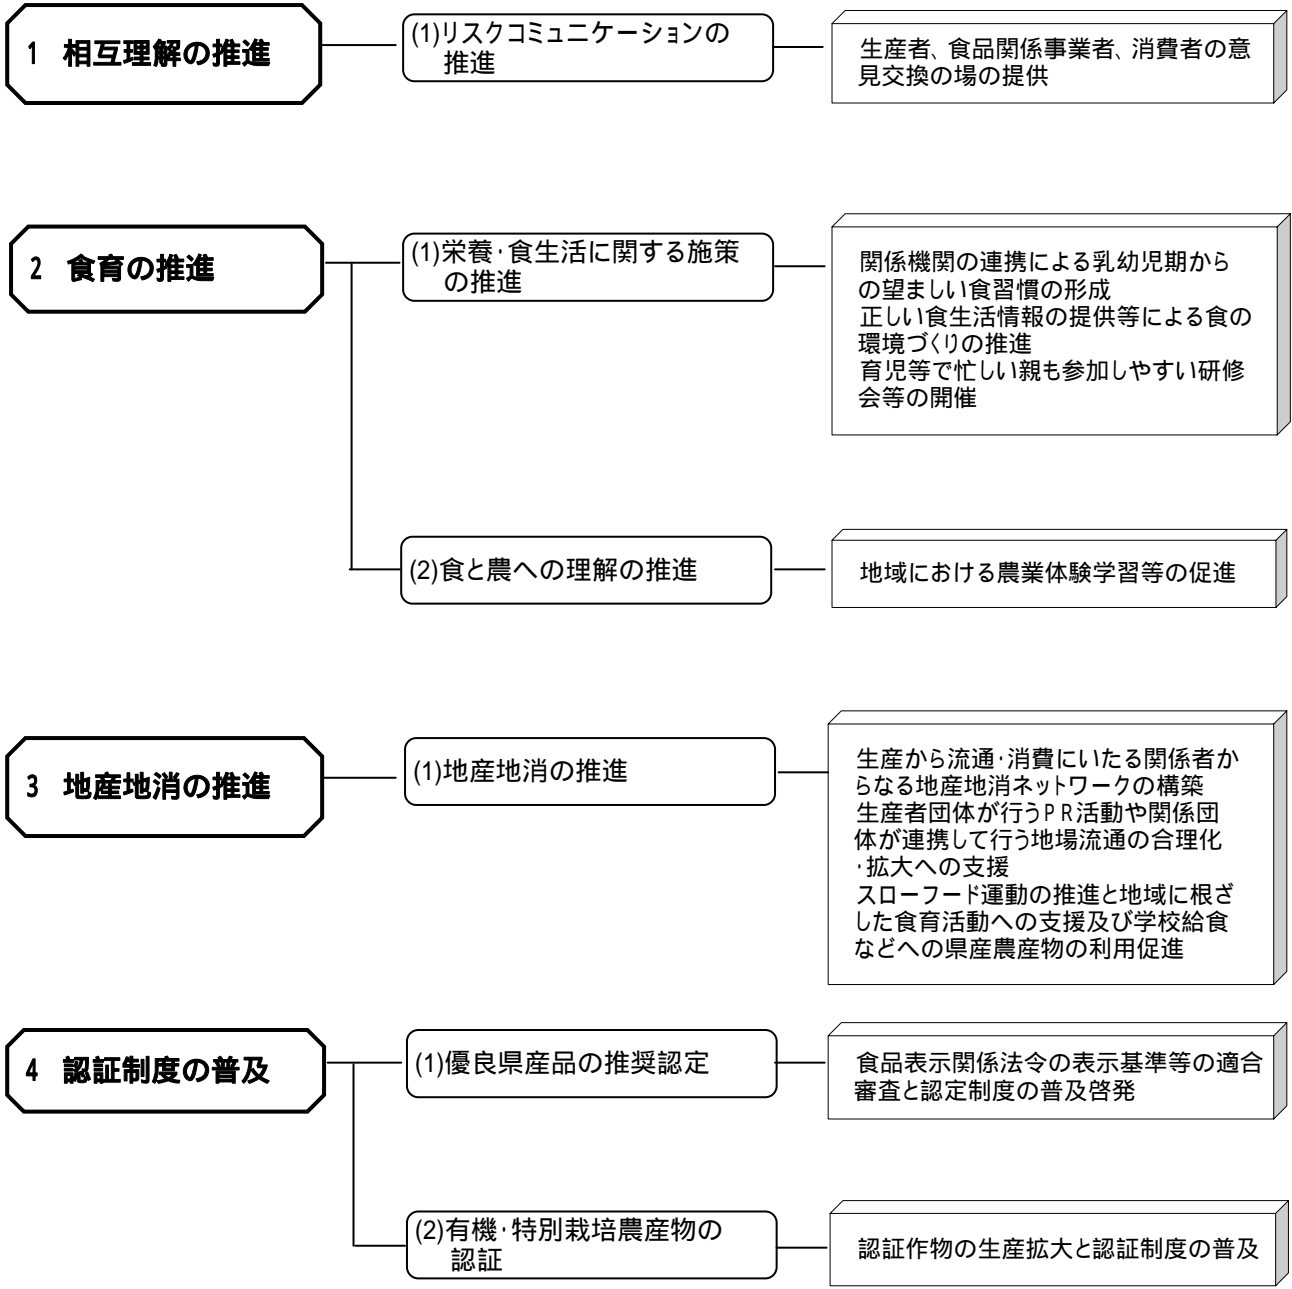 1 相互理解の推進
(1)リスクコミュニケーションの
推進
生産者、食品関係事業者、消費者の意
見交換の場の提供
2 食育の推進
(1)栄養・食生活に関する施策
の推進
関係機関の連携による乳幼児期から
の望ましい食習慣の形成
正しい食生活情報の提供等による食の
環境づくりの推進
育児等で忙しい親も参加しやすい研修
会等の開催
(2)食と農への理解の推進
地域における農業体験学習等の促進
3 地産地消の推進
(1)地産地消の推進
生産から流通・消費にいたる関係者か
らなる地産地消ネットワークの構築
生産者団体が行うPR活動や関係団
体が連携して行う地場流通の合理化
・拡大への支援
スローフード運動の推進と地域に根ざ
した食育活動への支援及び学校給食
などへの県産農産物の利用促進
4 認証制度の普及
(1)優良県産品の推奨認定
食品表示関係法令の表示基準等の適合
審査と認定制度の普及啓発
(2)有機・特別栽培農産物の
認証
認証作物の生産拡大と認証制度の普及